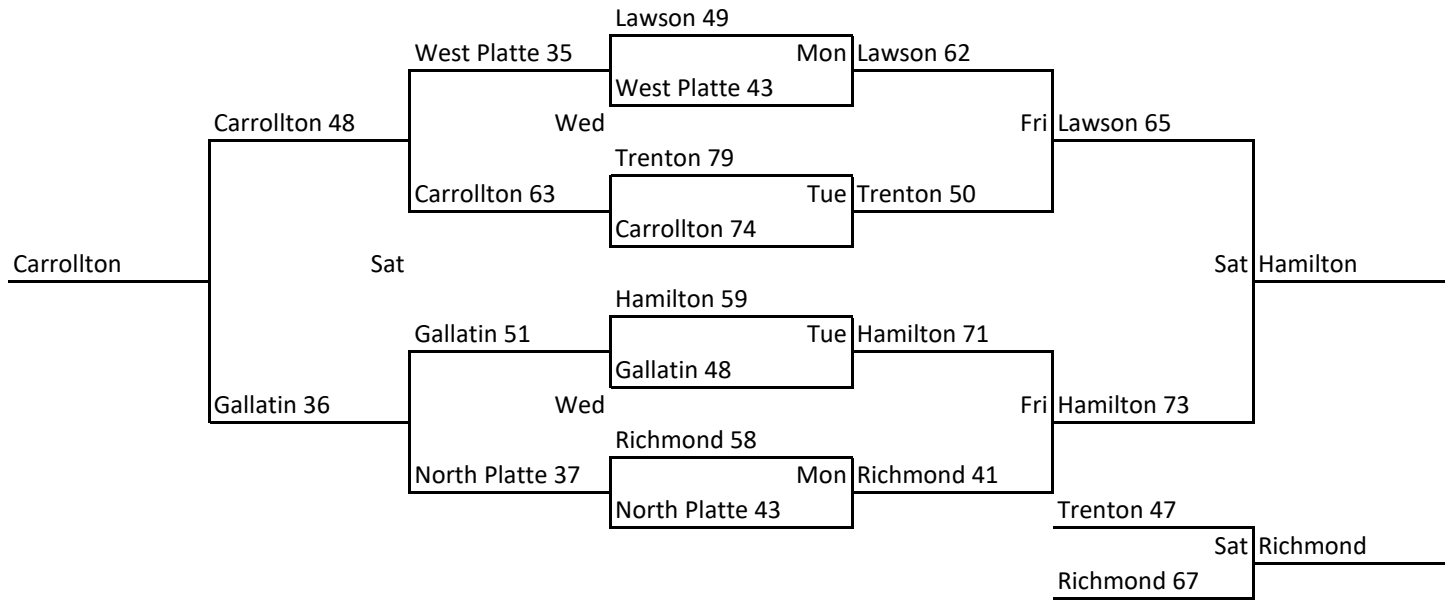 Lawson 49
West Platte 35
Mon
Lawson 62
West Platte 43
Carrollton 48
Wed
Fri
Lawson 65
Trenton 79
Carrollton 63
Tue
Trenton 50
Carrollton 74
Carrollton
Sat
Sat
Hamilton
Hamilton 59
Gallatin 51
Tue
Hamilton 71
Gallatin 48
Gallatin 36
Wed
Fri
Hamilton 73
Richmond 58
North Platte 37
Mon
Richmond 41
North Platte 43
Trenton 47
Sat
Richmond
Richmond 67